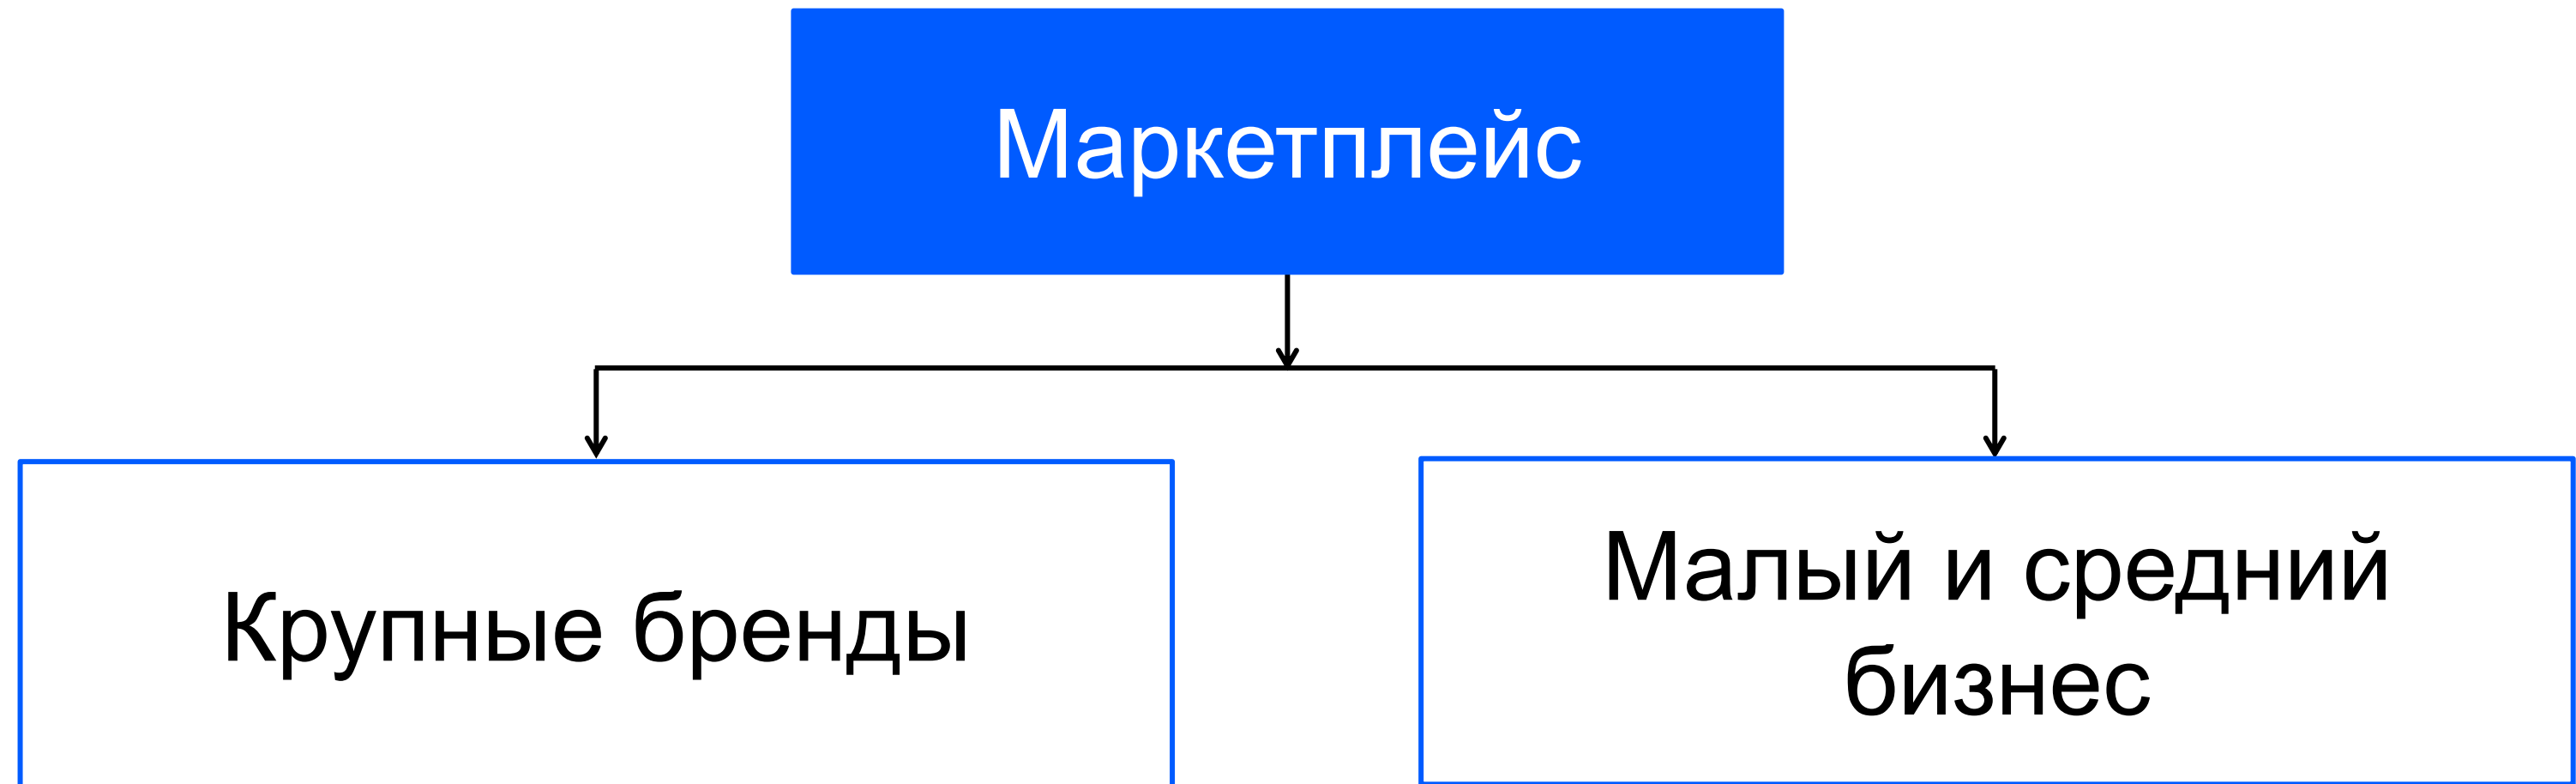 Маркетплейс
Крупные бренды
Малый и средний
бизнес